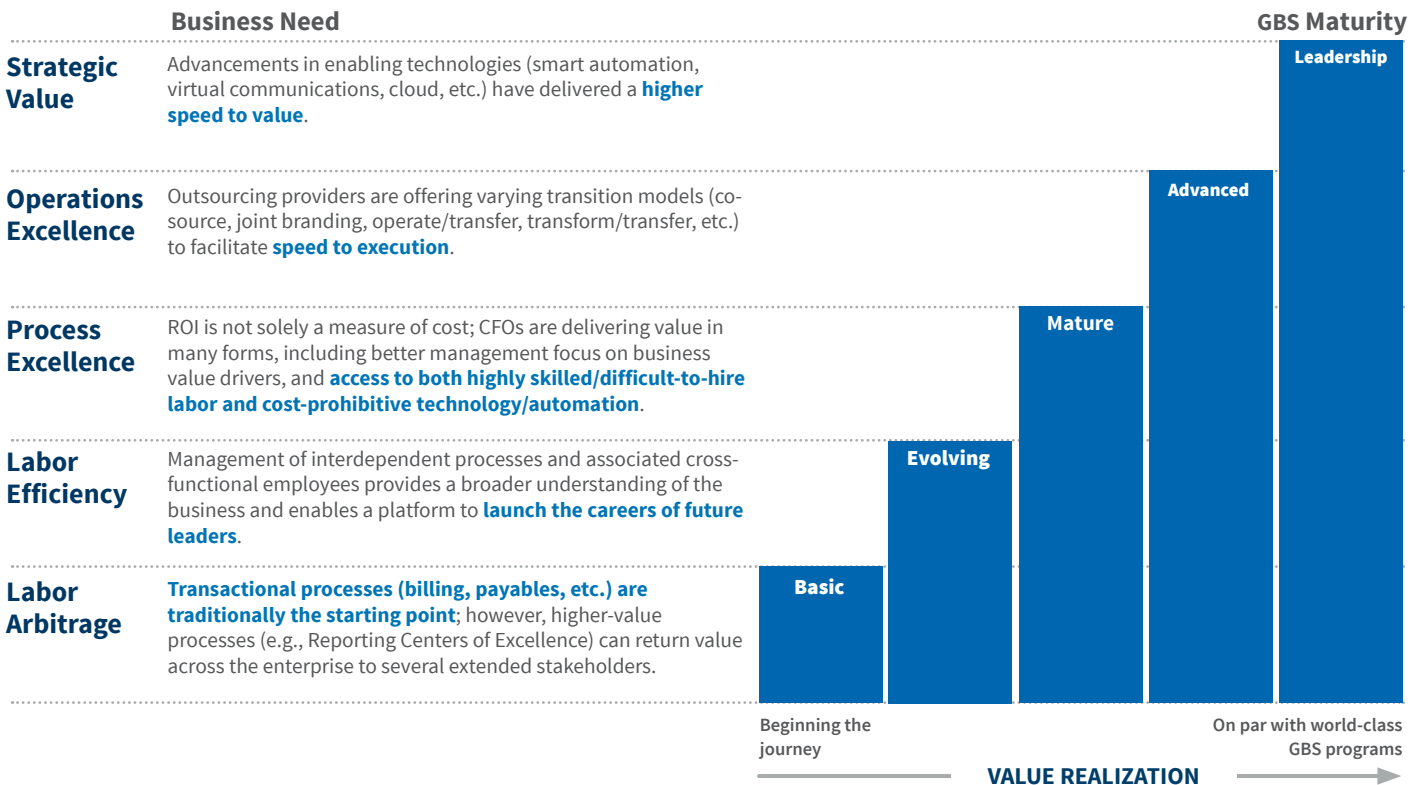 Business Need
GBS Maturity
Strategic
Value
Advancements in enabling technologies (smart automation,
virtual communications, cloud, etc.) have delivered a higher
speed to value.
Leadership
Operations
Excellence
Outsourcing providers are offering varying transition models (co-
source, joint branding, operate/transfer, transform/transfer, etc.)
to facilitate speed to execution.
Advanced
Process
Excellence
ROI is not solely a measure of cost; CFOs are delivering value in
many forms, including better management focus on business
value drivers, and access to both highly skilled/difficult-to-hire
labor and cost-prohibitive technology/automation.
Mature
Labor
Efficiency
Management of interdependent processes and associated cross-
functional employees provides a broader understanding of the
business and enables a platform to launch the careers of future
leaders.
Evolving
Labor
Arbitrage
Transactional processes (billing, payables, etc.) are
traditionally the starting point; however, higher-value
processes (e.g., Reporting Centers of Excellence) can return value
across the enterprise to several extended stakeholders.
Basic
Beginning the
journey
On par with world-class
GBS programs
VALUE REALIZATION